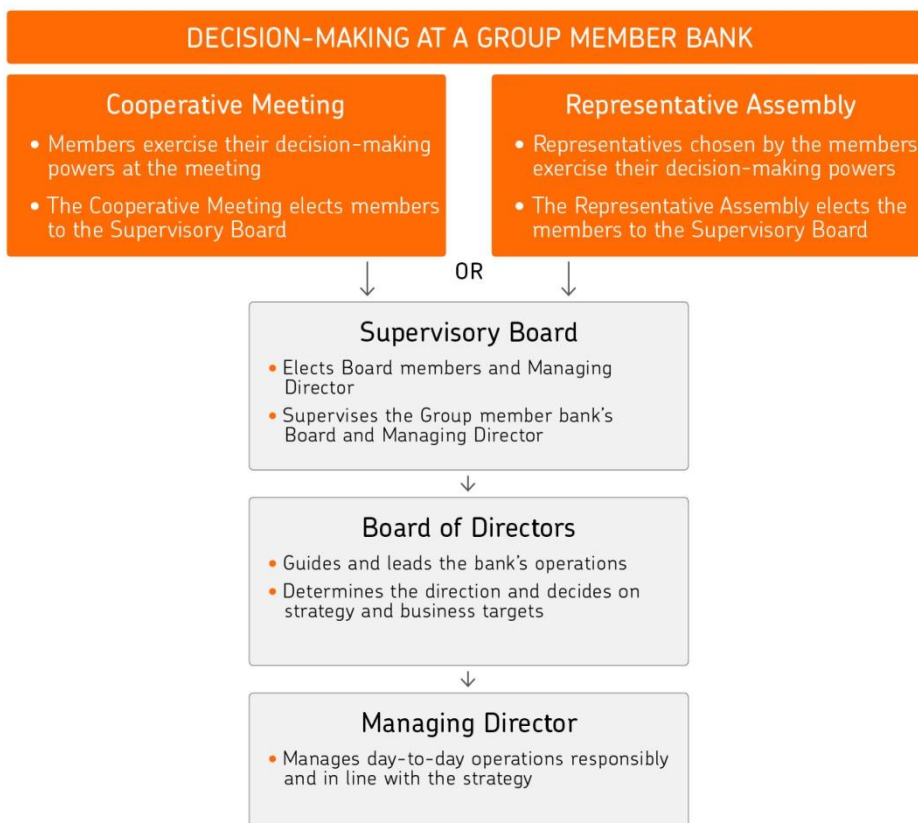 DECISION-MAKING AT A GROUP MEMBER BANK
Cooperative Meeting
• Members exercise their decision-making
powers at the meeting
• The Cooperative Meeting elects members
to the Supervisory Board
Representative Assembly
• Representatives chosen by the members
exercise their decision-making powers
• The Representative Assembly elects the
members to the Supervisory Board
OR
Supervisory Board
• Elects Board members and Managing
Director
• Supervises the Group member bank's
Board and Managing Director
Board of Directors
• Guides and leads the bank's operations
• Determines the direction and decides on
strategy and business targets
Managing Director
• Manages day-to-day operations responsibly
and in line with the strategy